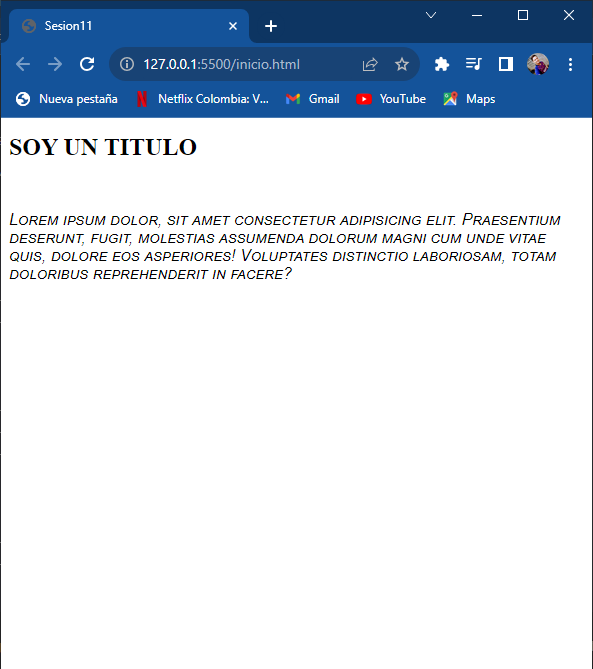 Sesion11
127.0.0.1:5500/inicio.html
Nueva pestaña Netflix Colombia: V... Gmail YouTube Maps
SOY UN TITULO
Lorem ipsum dolor, sit amet consectetur adipisicing elit. Praesentium
deserunt, fugit, molestias assumenda dolorum magni cum unde vitae
quis, dolore eos asperiores! Voluptates distinctio laboriosam, totam
doloribus reprehenderit in facere?